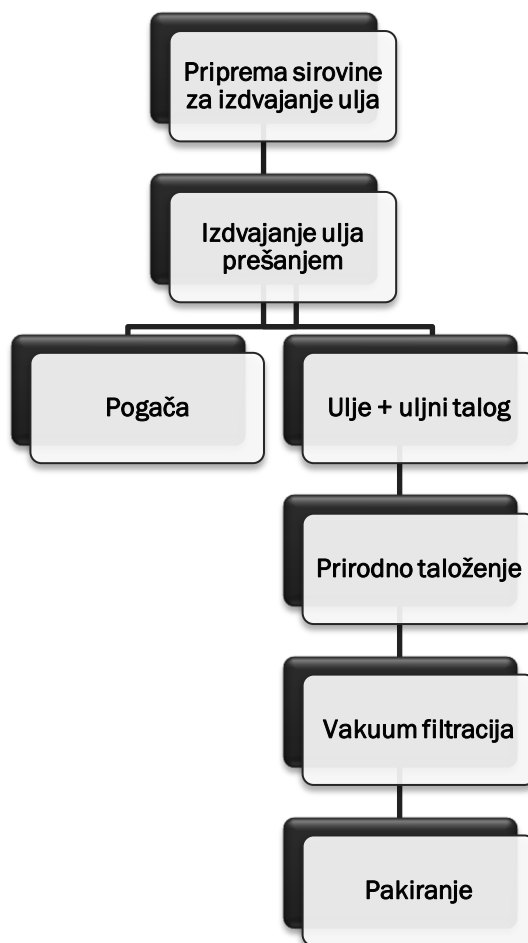 Priprema sirovine
za izdvajanje ulja
Izdvajanje ulja
prešanjem
Pogača
Ulje + uljni talog
Prirodno taloženje
Vakuum filtracija
Pakiranje